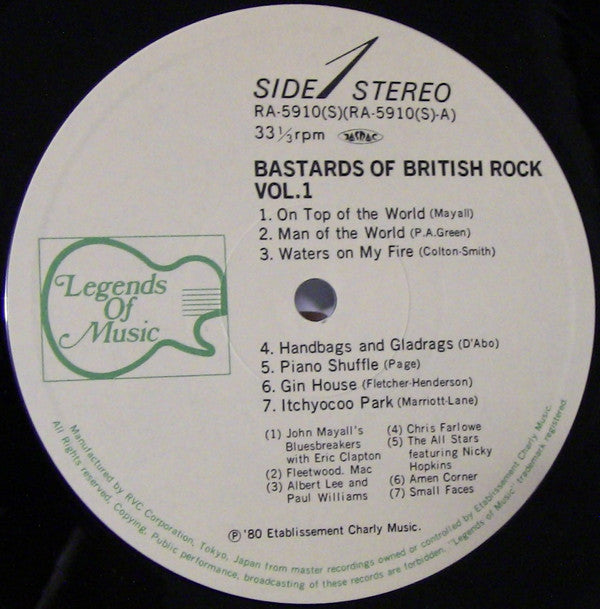 SIDE 1 STEREO
RA-5910(S)(RA-5910(S)-A)
33⅓rpm JASRAC
BASTARDS OF BRITISH ROCK
VOL.1
1. On Top of the World (Mayall)
2. Man of the World (P.A.Green)
3. Waters on My Fire (Colton-Smith)
Legends
Of
Music
4. Handbags and Gladrags (D'Abo)
5. Piano Shuffle (Page)
6. Gin House (Fletcher-Henderson)
7. Itchyocoo Park (Marriott-Lane)
(1) John Mayall's
Bluesbreakers
with Eric Clapton
(2) Fleetwood. Mac
(3) Albert Lee and
Paul Williams
(4) Chris Farlowe
(5) The All Stars
featuring Nicky
Hopkins
(6) Amen Corner
(7) Small Faces
Ⓟ '80 Etablissement Charly Music.
Manufactured by RVC Corporation, Tokyo, Japan from master recordings owned or controlled by Etablissement Charly Music.
All Rights reserved, Copying, Public performance, broadcasting of these records are forbidden. "Legends of Music" trademark registered.